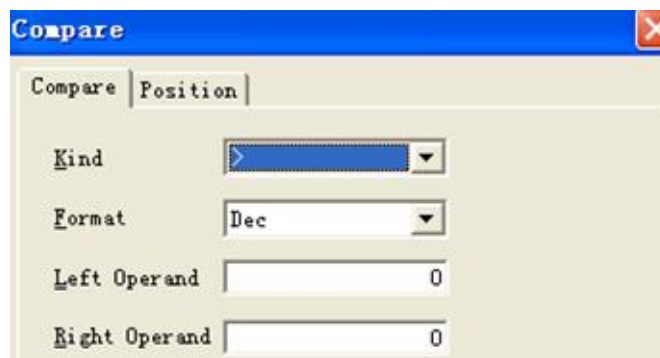 Compare
Compare Position
Kind >
Format Dec
Left Operand 0
Right Operand 0